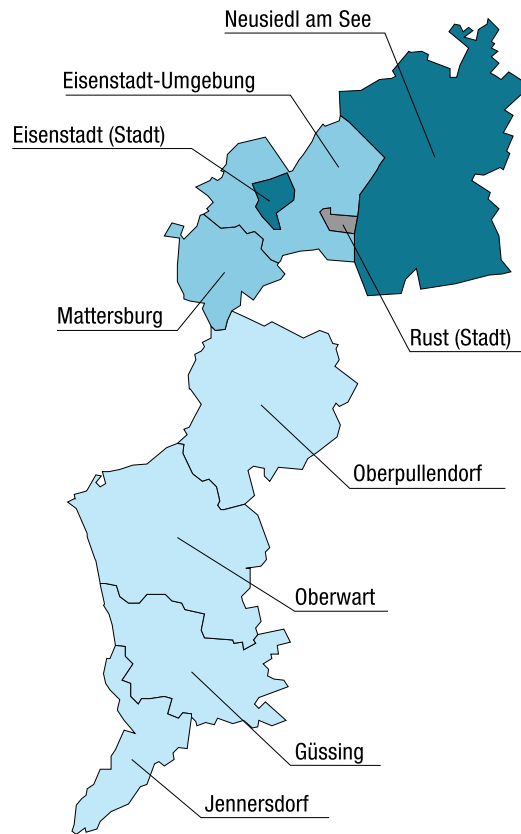 Neusiedl am See
Eisenstadt-Umgebung
Eisenstadt (Stadt)
Mattersburg
Rust (Stadt)
Oberpullendorf
Oberwart
Güssing
Jennersdorf